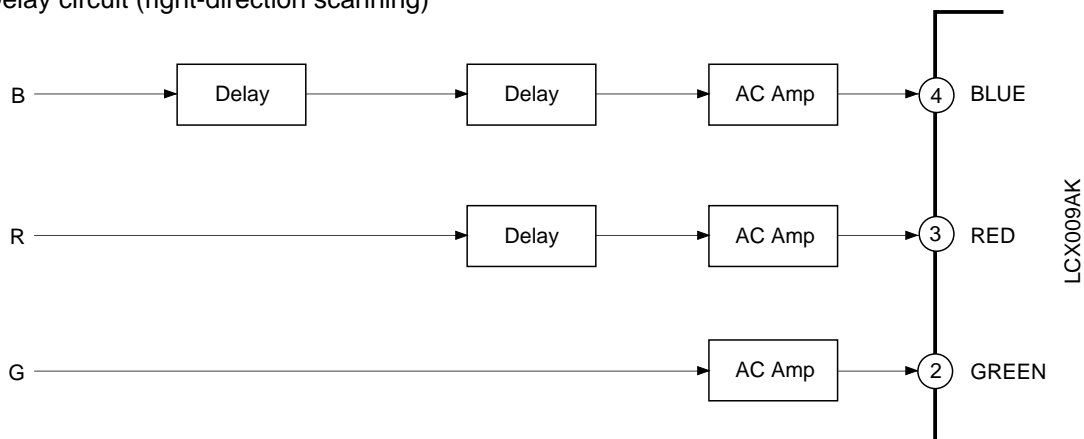 elay circuit (right-direction scanning)
B Delay Delay AC Amp 4 BLUE
R Delay AC Amp 3 RED
G AC Amp 2 GREEN
LCX009AK